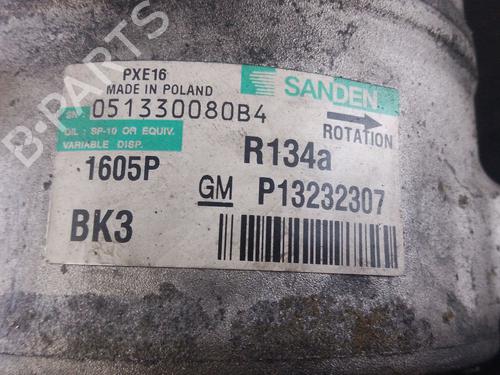 PXE16
MADE IN POLAND
SANDEN
SN. 051330080B4
ROTATION
OIL : SP-10 OR EQUIV.
VARIABLE DISP.
1605P
R134a
GM P13232307
BK3
B-PARTS